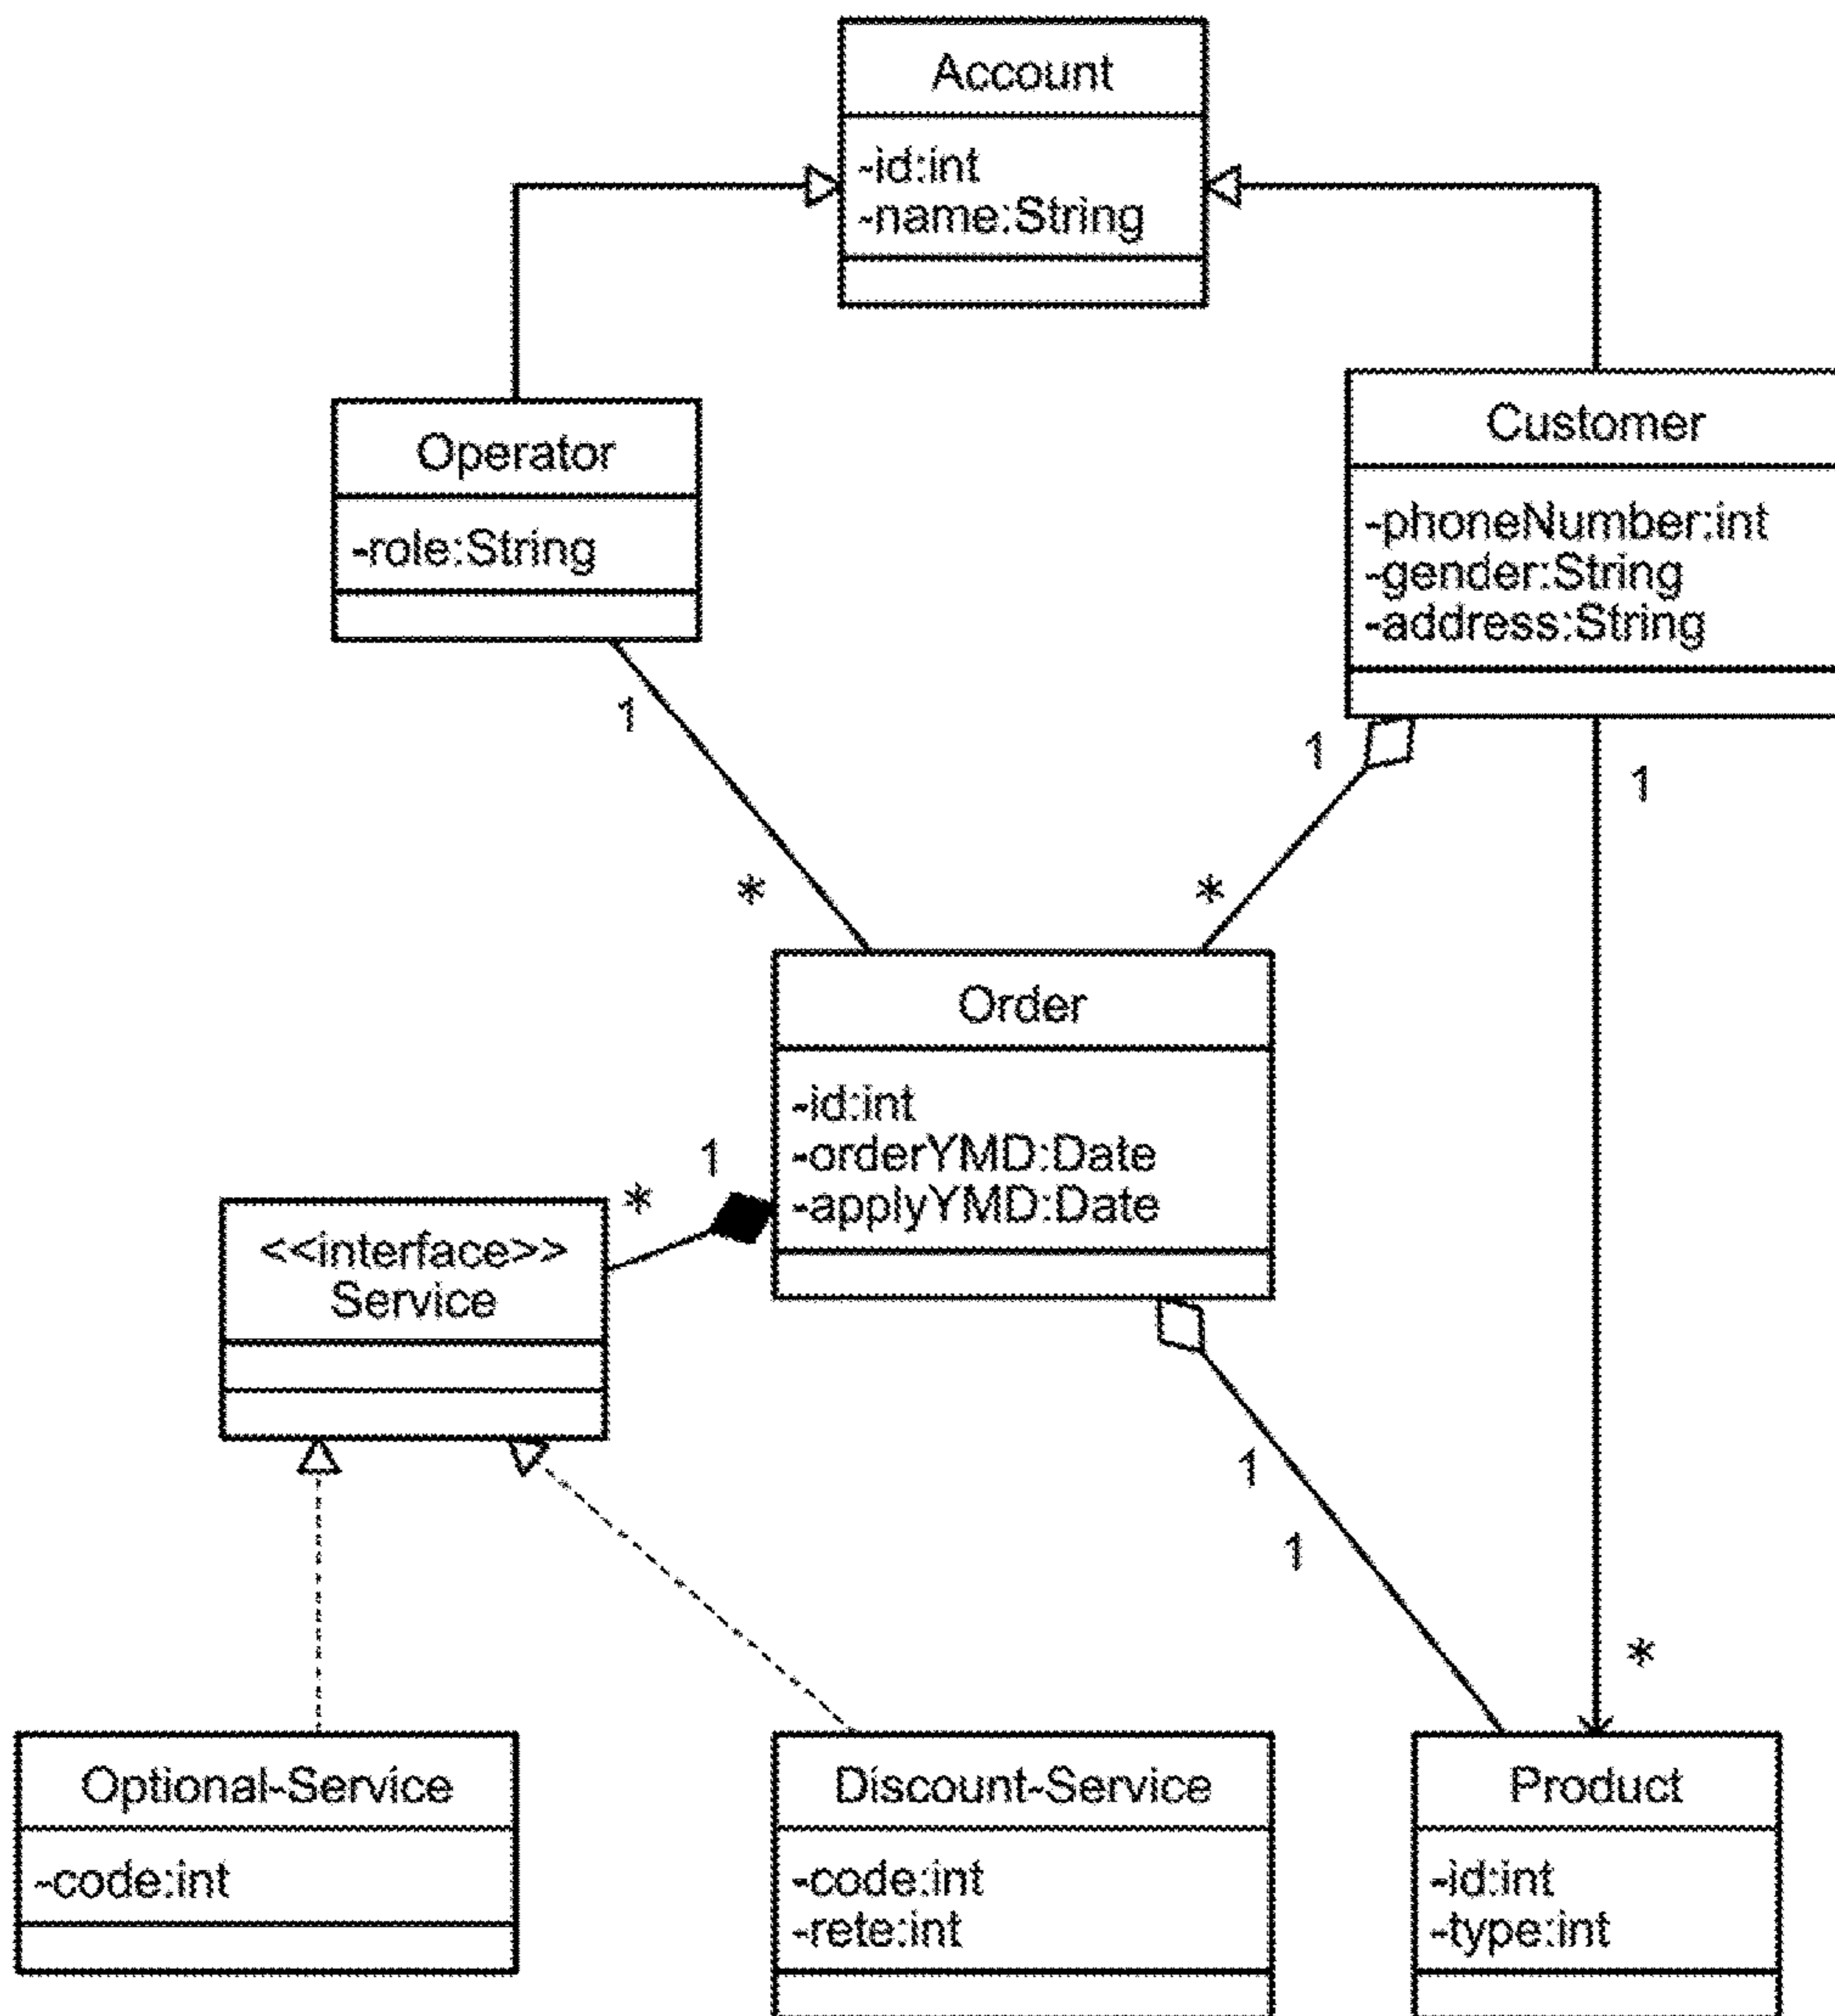 Account
-id:int
-name:String
Operator
-role:String
Customer
-phoneNumber:int
-gender:String
-address:String
1
1
1
*
*
Order
-id:int
-orderYMD:Date
-applyYMD:Date
1
*
<<interface>>
Service
1
1
*
Optional-Service
-code:int
Discount-Service
-code:int
-rete:int
Product
-id:int
-type:int